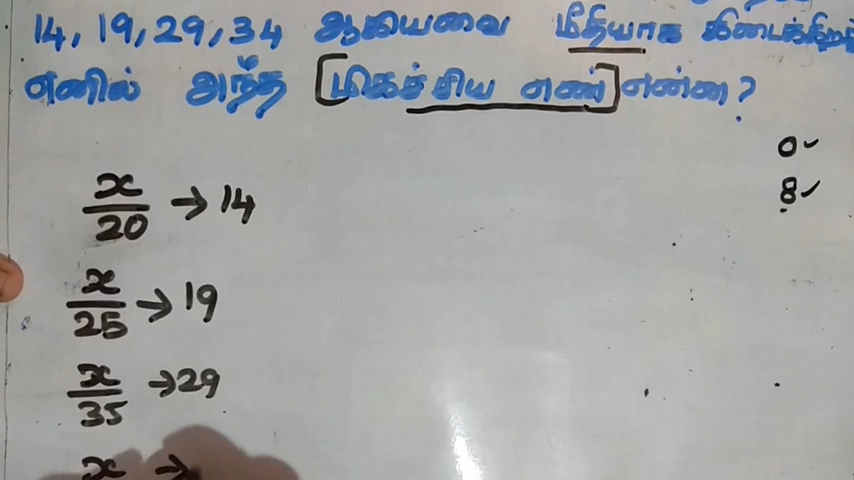 14, 19, 29, 34 ஆகியவை மீதியாக கிடைக்கிறது
எனில் அந்த [மிகச்சிய எண்] என்ன?
0✓
8✓
x/20 → 14
x/25 → 19
x/35 → 29
x →